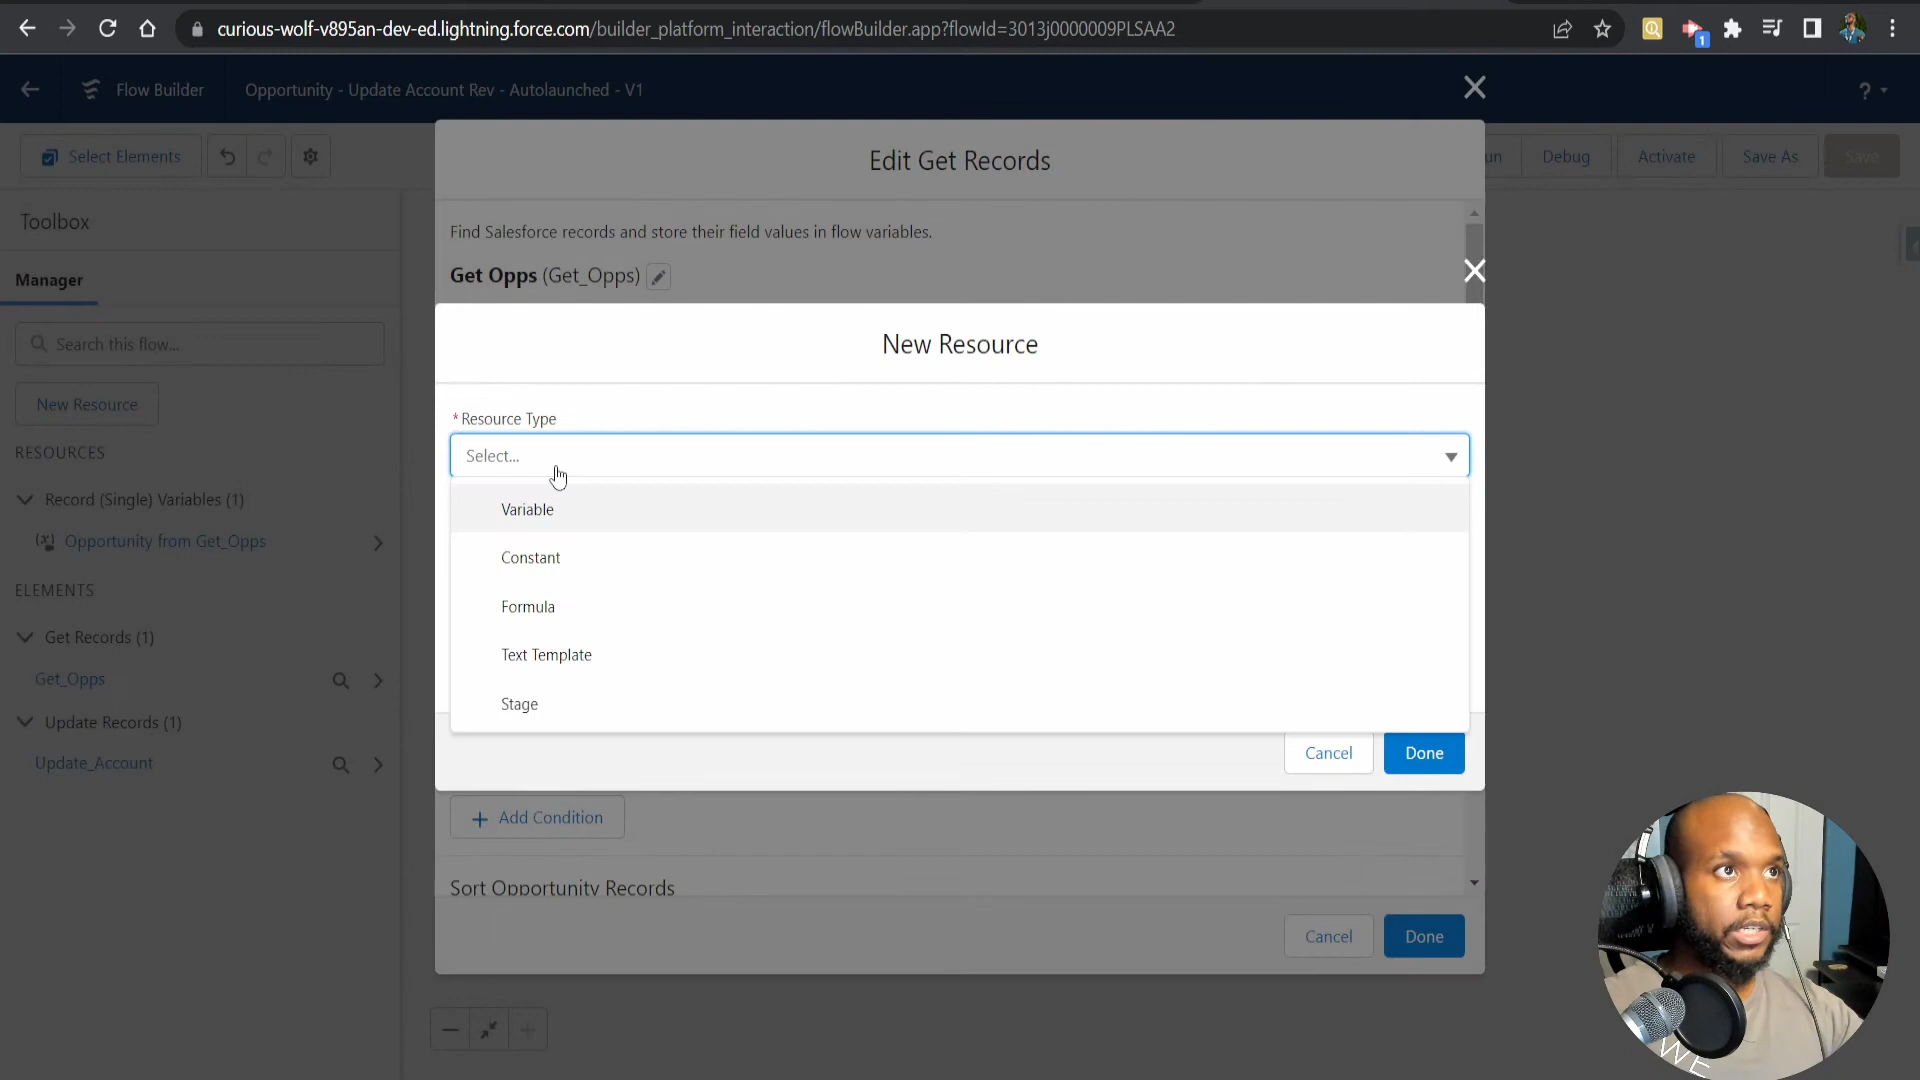 curious-wolf-v895an-dev-ed.lightning.force.com/builder_platform_interaction/flowBuilder.app?flowId=3013j0000009PLSAA2
1
Flow Builder
Opportunity - Update Account Rev - Autolaunched - V1
?
Select Elements
Debug
Activate
Save As
Save
Toolbox
Manager
Search this flow...
New Resource
RESOURCES
Record (Single) Variables (1)
Opportunity from Get_Opps
ELEMENTS
Get Records (1)
Get_Opps
Update Records (1)
Update_Account
Edit Get Records
Find Salesforce records and store their field values in flow variables.
Get Opps (Get_Opps)
New Resource
* Resource Type
Select...
Variable
Constant
Formula
Text Template
Stage
Cancel
Done
Add Condition
Sort Opportunity Records
Cancel
Done